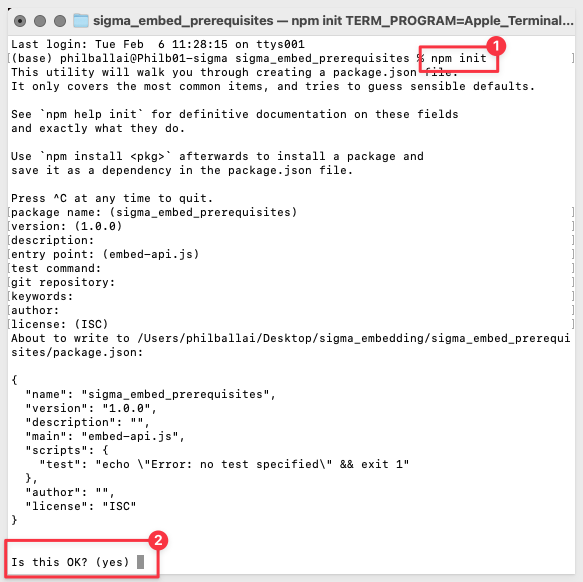 sigma_embed_prerequisites — npm init TERM_PROGRAM=Apple_Terminal...
Last login: Tue Feb  6 11:28:15 on ttys001
[(base) philballai@Philb01-sigma sigma_embed_prerequisites % npm init ]
1
This utility will walk you through creating a package.json file.
It only covers the most common items, and tries to guess sensible defaults.
See `npm help init` for definitive documentation on these fields
and exactly what they do.
Use `npm install <pkg>` afterwards to install a package and
save it as a dependency in the package.json file.
Press ^C at any time to quit.
[package name: (sigma_embed_prerequisites) ]
[version: (1.0.0) ]
[description: ]
[entry point: (embed-api.js) ]
[test command: ]
[git repository: ]
[keywords: ]
[author: ]
[license: (ISC) ]
About to write to /Users/philballai/Desktop/sigma_embedding/sigma_embed_prerequi
sites/package.json:
{
  "name": "sigma_embed_prerequisites",
  "version": "1.0.0",
  "description": "",
  "main": "embed-api.js",
  "scripts": {
    "test": "echo \"Error: no test specified\" && exit 1"
  },
  "author": "",
  "license": "ISC"
}
2
Is this OK? (yes)